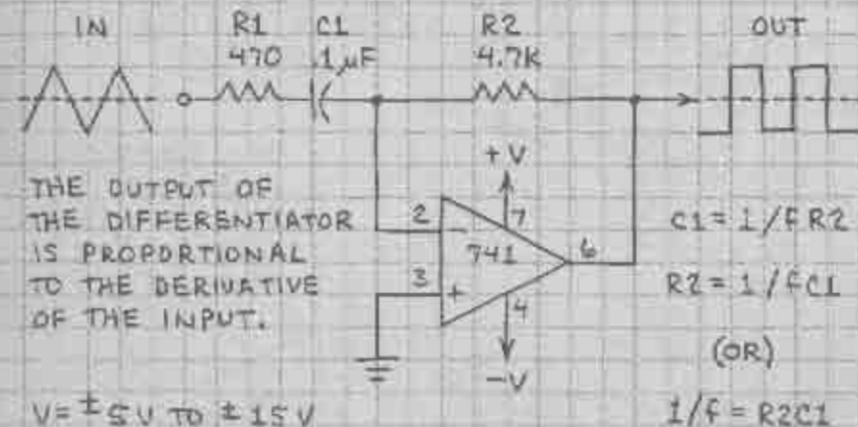 IN R1 C1 R2 OUT
470 .1µF 4.7K
+V
THE OUTPUT OF
THE DIFFERENTIATOR
IS PROPORTIONAL
TO THE DERIVATIVE
OF THE INPUT.
2 - 7
741 6
3 + 4
-V
C1 = 1/fR2
R2 = 1/fC1
(OR)
1/f = R2C1
V= ±5V TO ±15V